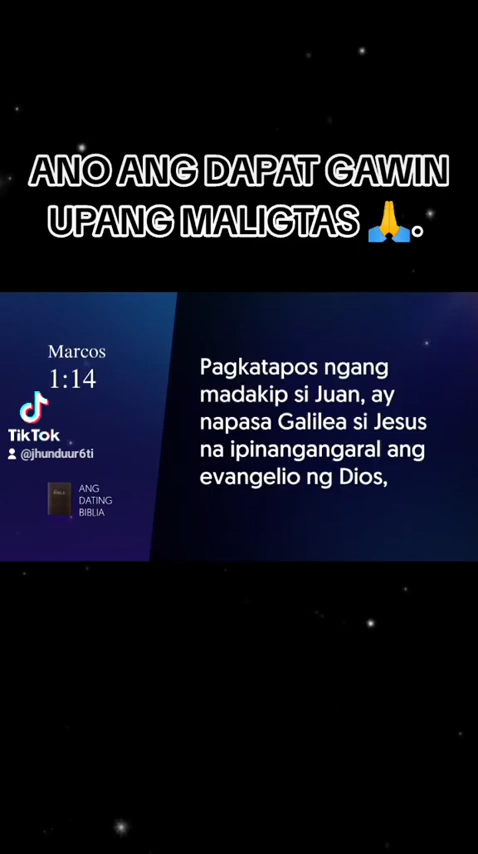 ANO ANG DAPAT GAWIN
UPANG MALIGTAS 🙏.
Marcos
1:14
TikTok
@jhunduur6ti
ANG
DATING
BIBLIA
Pagkatapos ngang
madakip si Juan, ay
napasa Galilea si Jesus
na ipinangangaral ang
evangelio ng Dios,